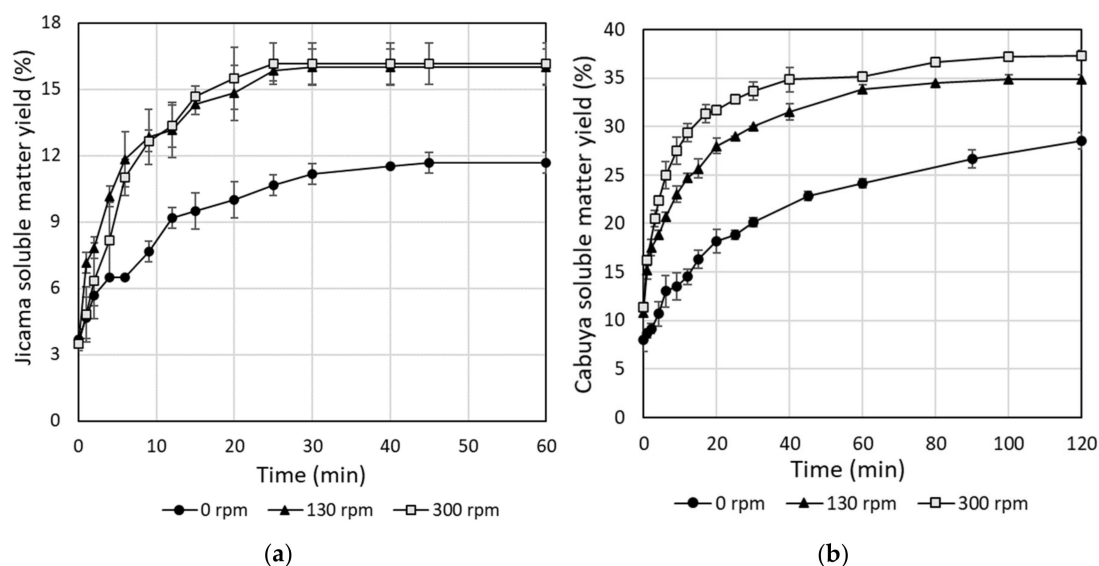 Jicama soluble matter yield (%)
18
15
12
9
6
3
0
0 10 20 30 40 50 60
Time (min)
0 rpm 130 rpm 300 rpm
(a)
Cabuya soluble matter yield (%)
40
35
30
25
20
15
10
5
0
0 20 40 60 80 100 120
Time (min)
0 rpm 130 rpm 300 rpm
(b)